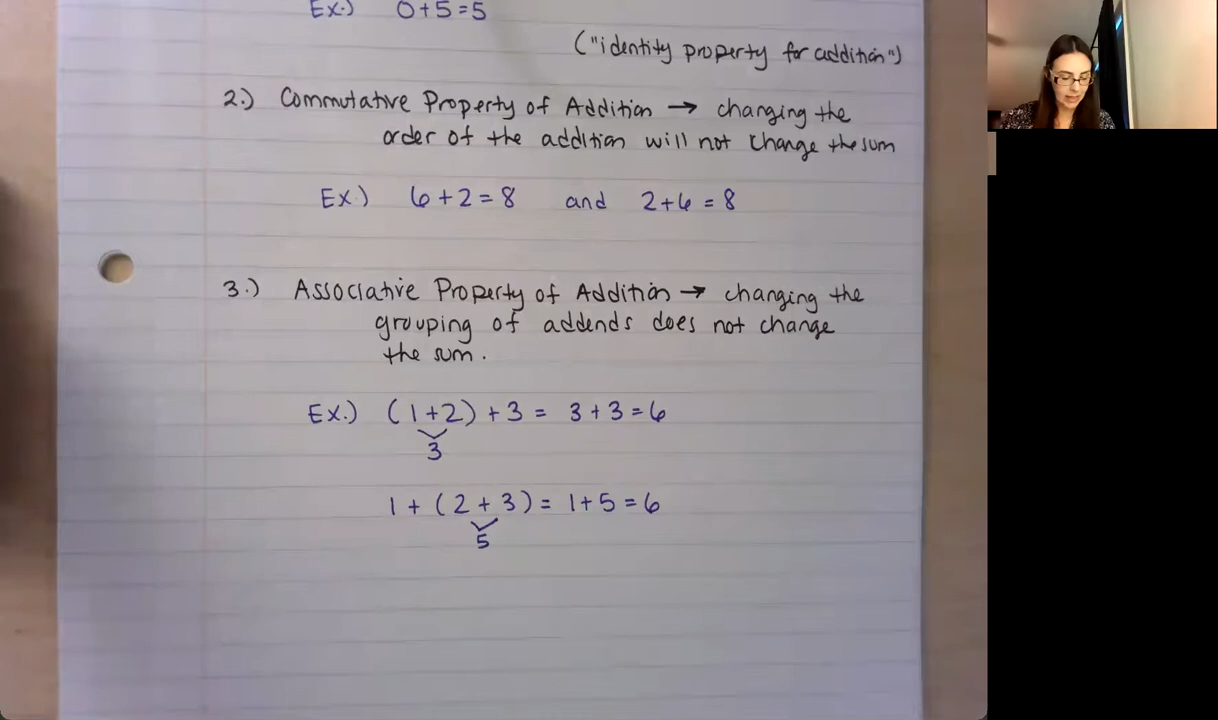 Ex.) 0+5=5
("identity property for addition")
2.) Commutative Property of Addition → changing the
order of the addition will not change the sum
Ex.) 6+2=8 and 2+6=8
3.) Associative Property of Addition → changing the
grouping of addends does not change
the sum.
Ex.) (1+2)+3= 3+3=6
3
1+(2+3)=1+5=6
5